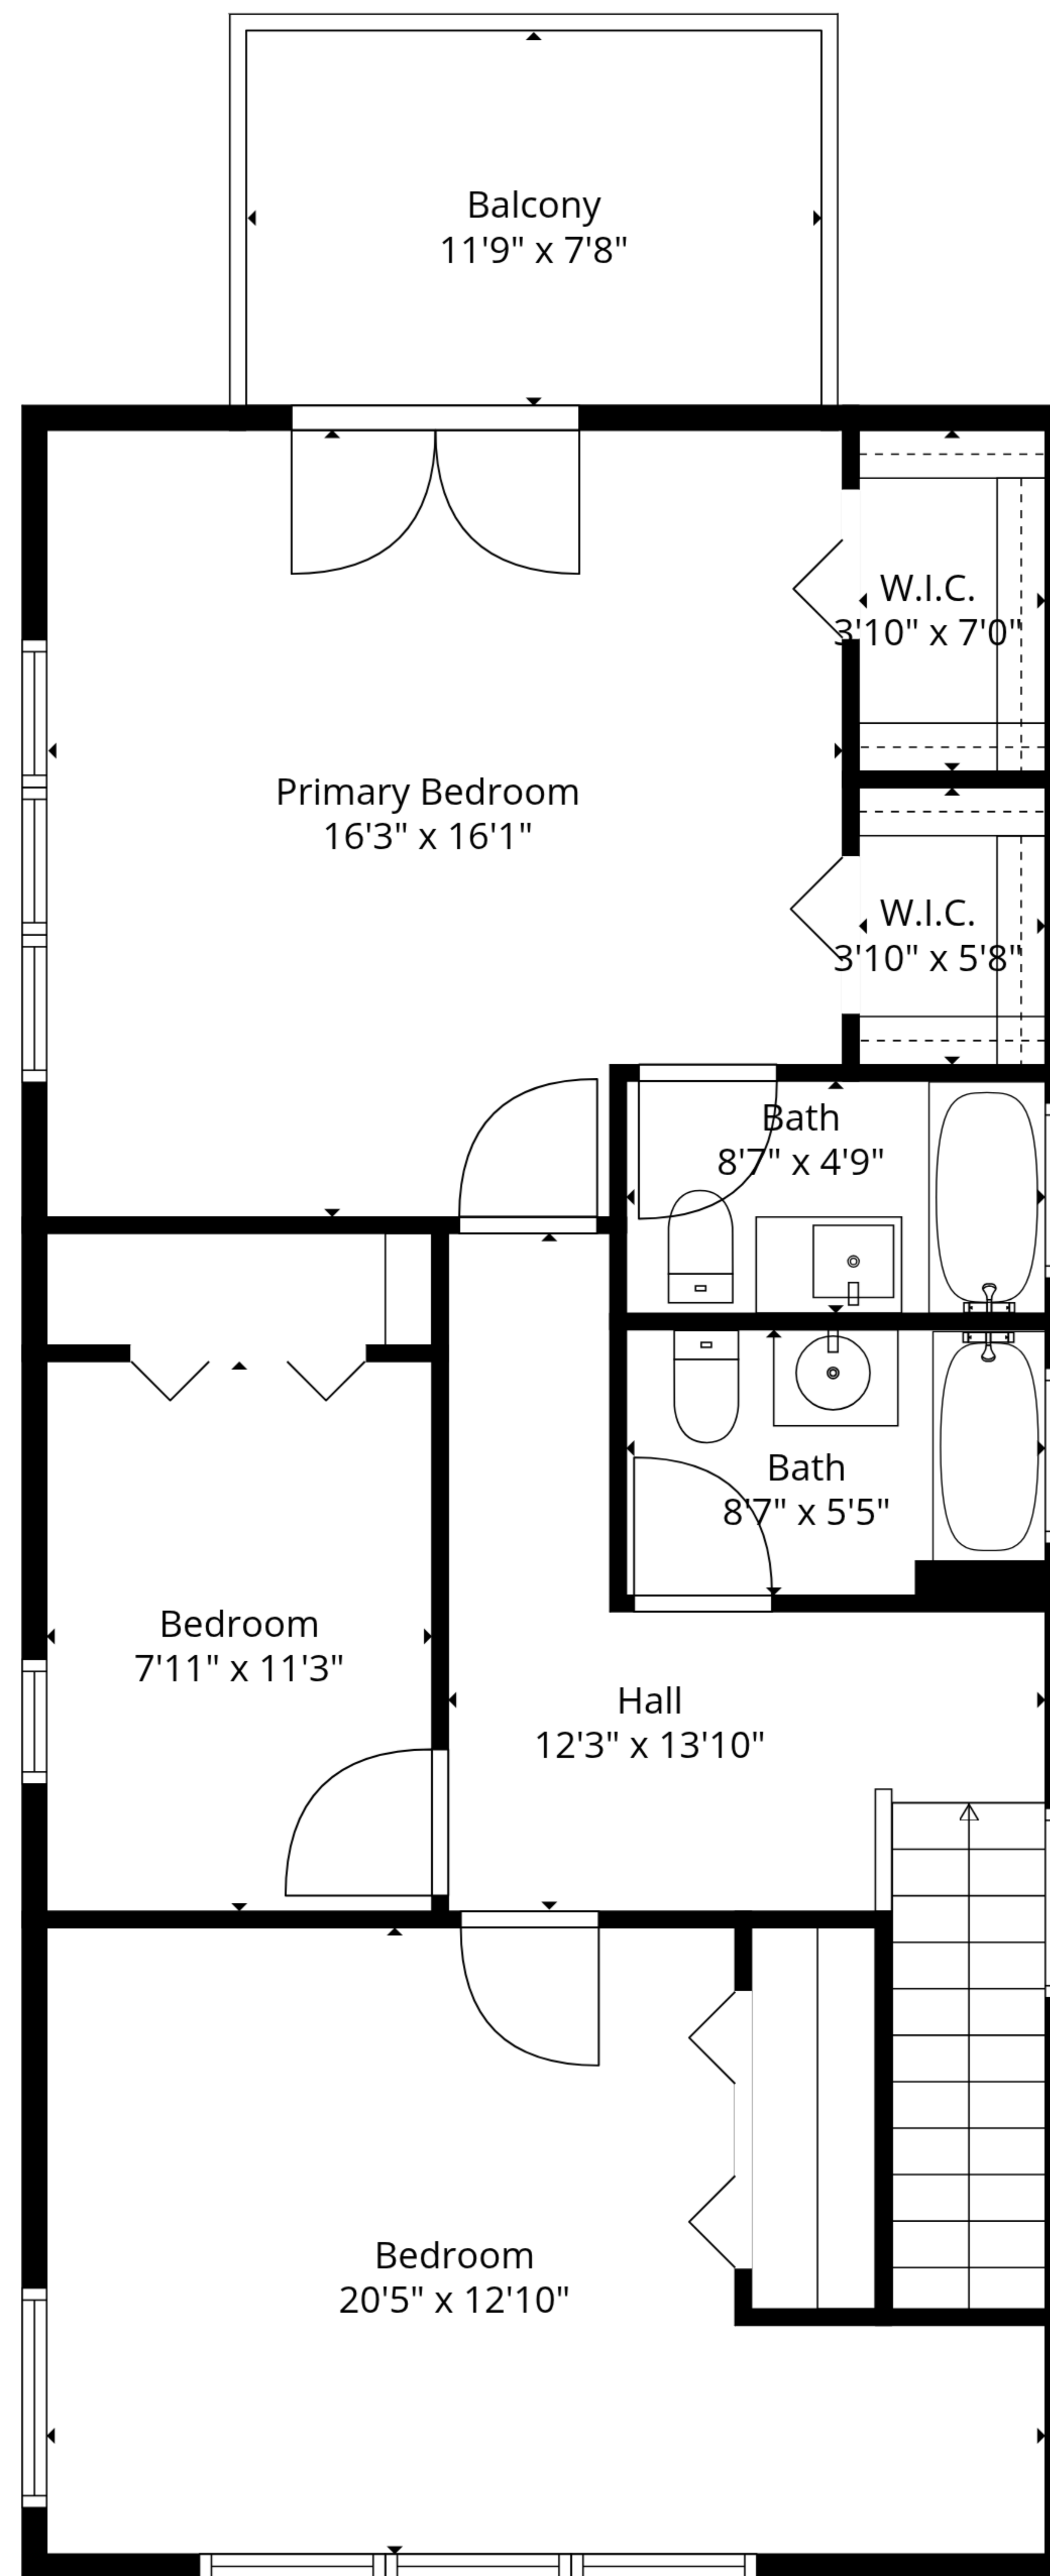 Balcony
11'9" x 7'8"
W.I.C.
3'10" x 7'0"
Primary Bedroom
16'3" x 16'1"
W.I.C.
3'10" x 5'8"
Bath
8'7" x 4'9"
Bath
8'7" x 5'5"
Bedroom
7'11" x 11'3"
Hall
12'3" x 13'10"
Bedroom
20'5" x 12'10"